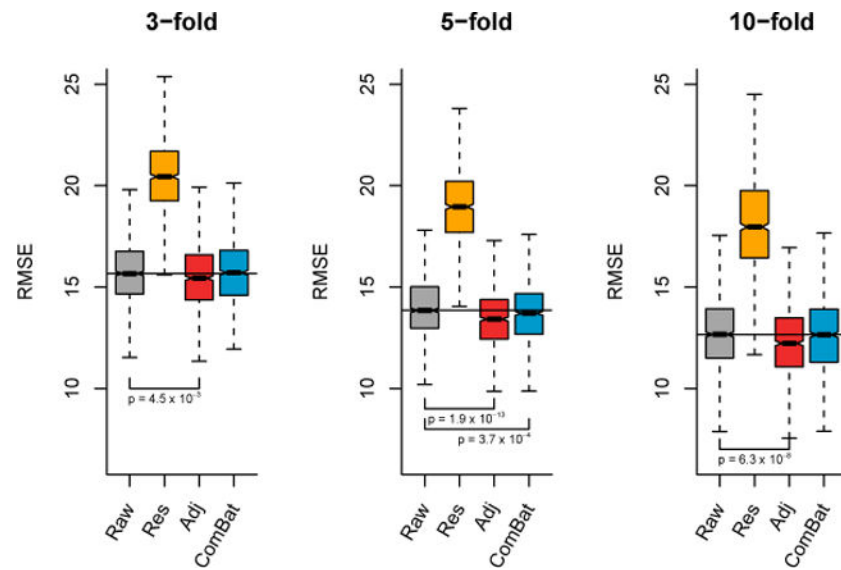 3−fold
5−fold
10−fold
RMSE
25
20
15
10
p = 4.5 x 10⁻³
Raw
Res
Adj
ComBat
RMSE
25
20
15
10
p = 1.9 x 10⁻¹³
p = 3.7 x 10⁻⁴
Raw
Res
Adj
ComBat
RMSE
25
20
15
10
p = 6.3 x 10⁻⁸
Raw
Res
Adj
ComBat